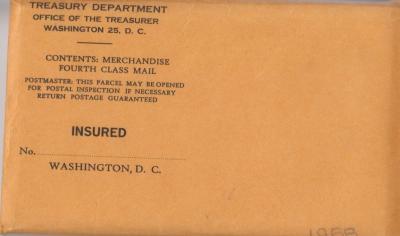 TREASURY DEPARTMENT
OFFICE OF THE TREASURER
WASHINGTON 25, D. C.
CONTENTS: MERCHANDISE
FOURTH CLASS MAIL
POSTMASTER: THIS PARCEL MAY BE OPENED
FOR POSTAL INSPECTION IF NECESSARY
RETURN POSTAGE GUARANTEED
INSURED
No.
WASHINGTON, D. C.